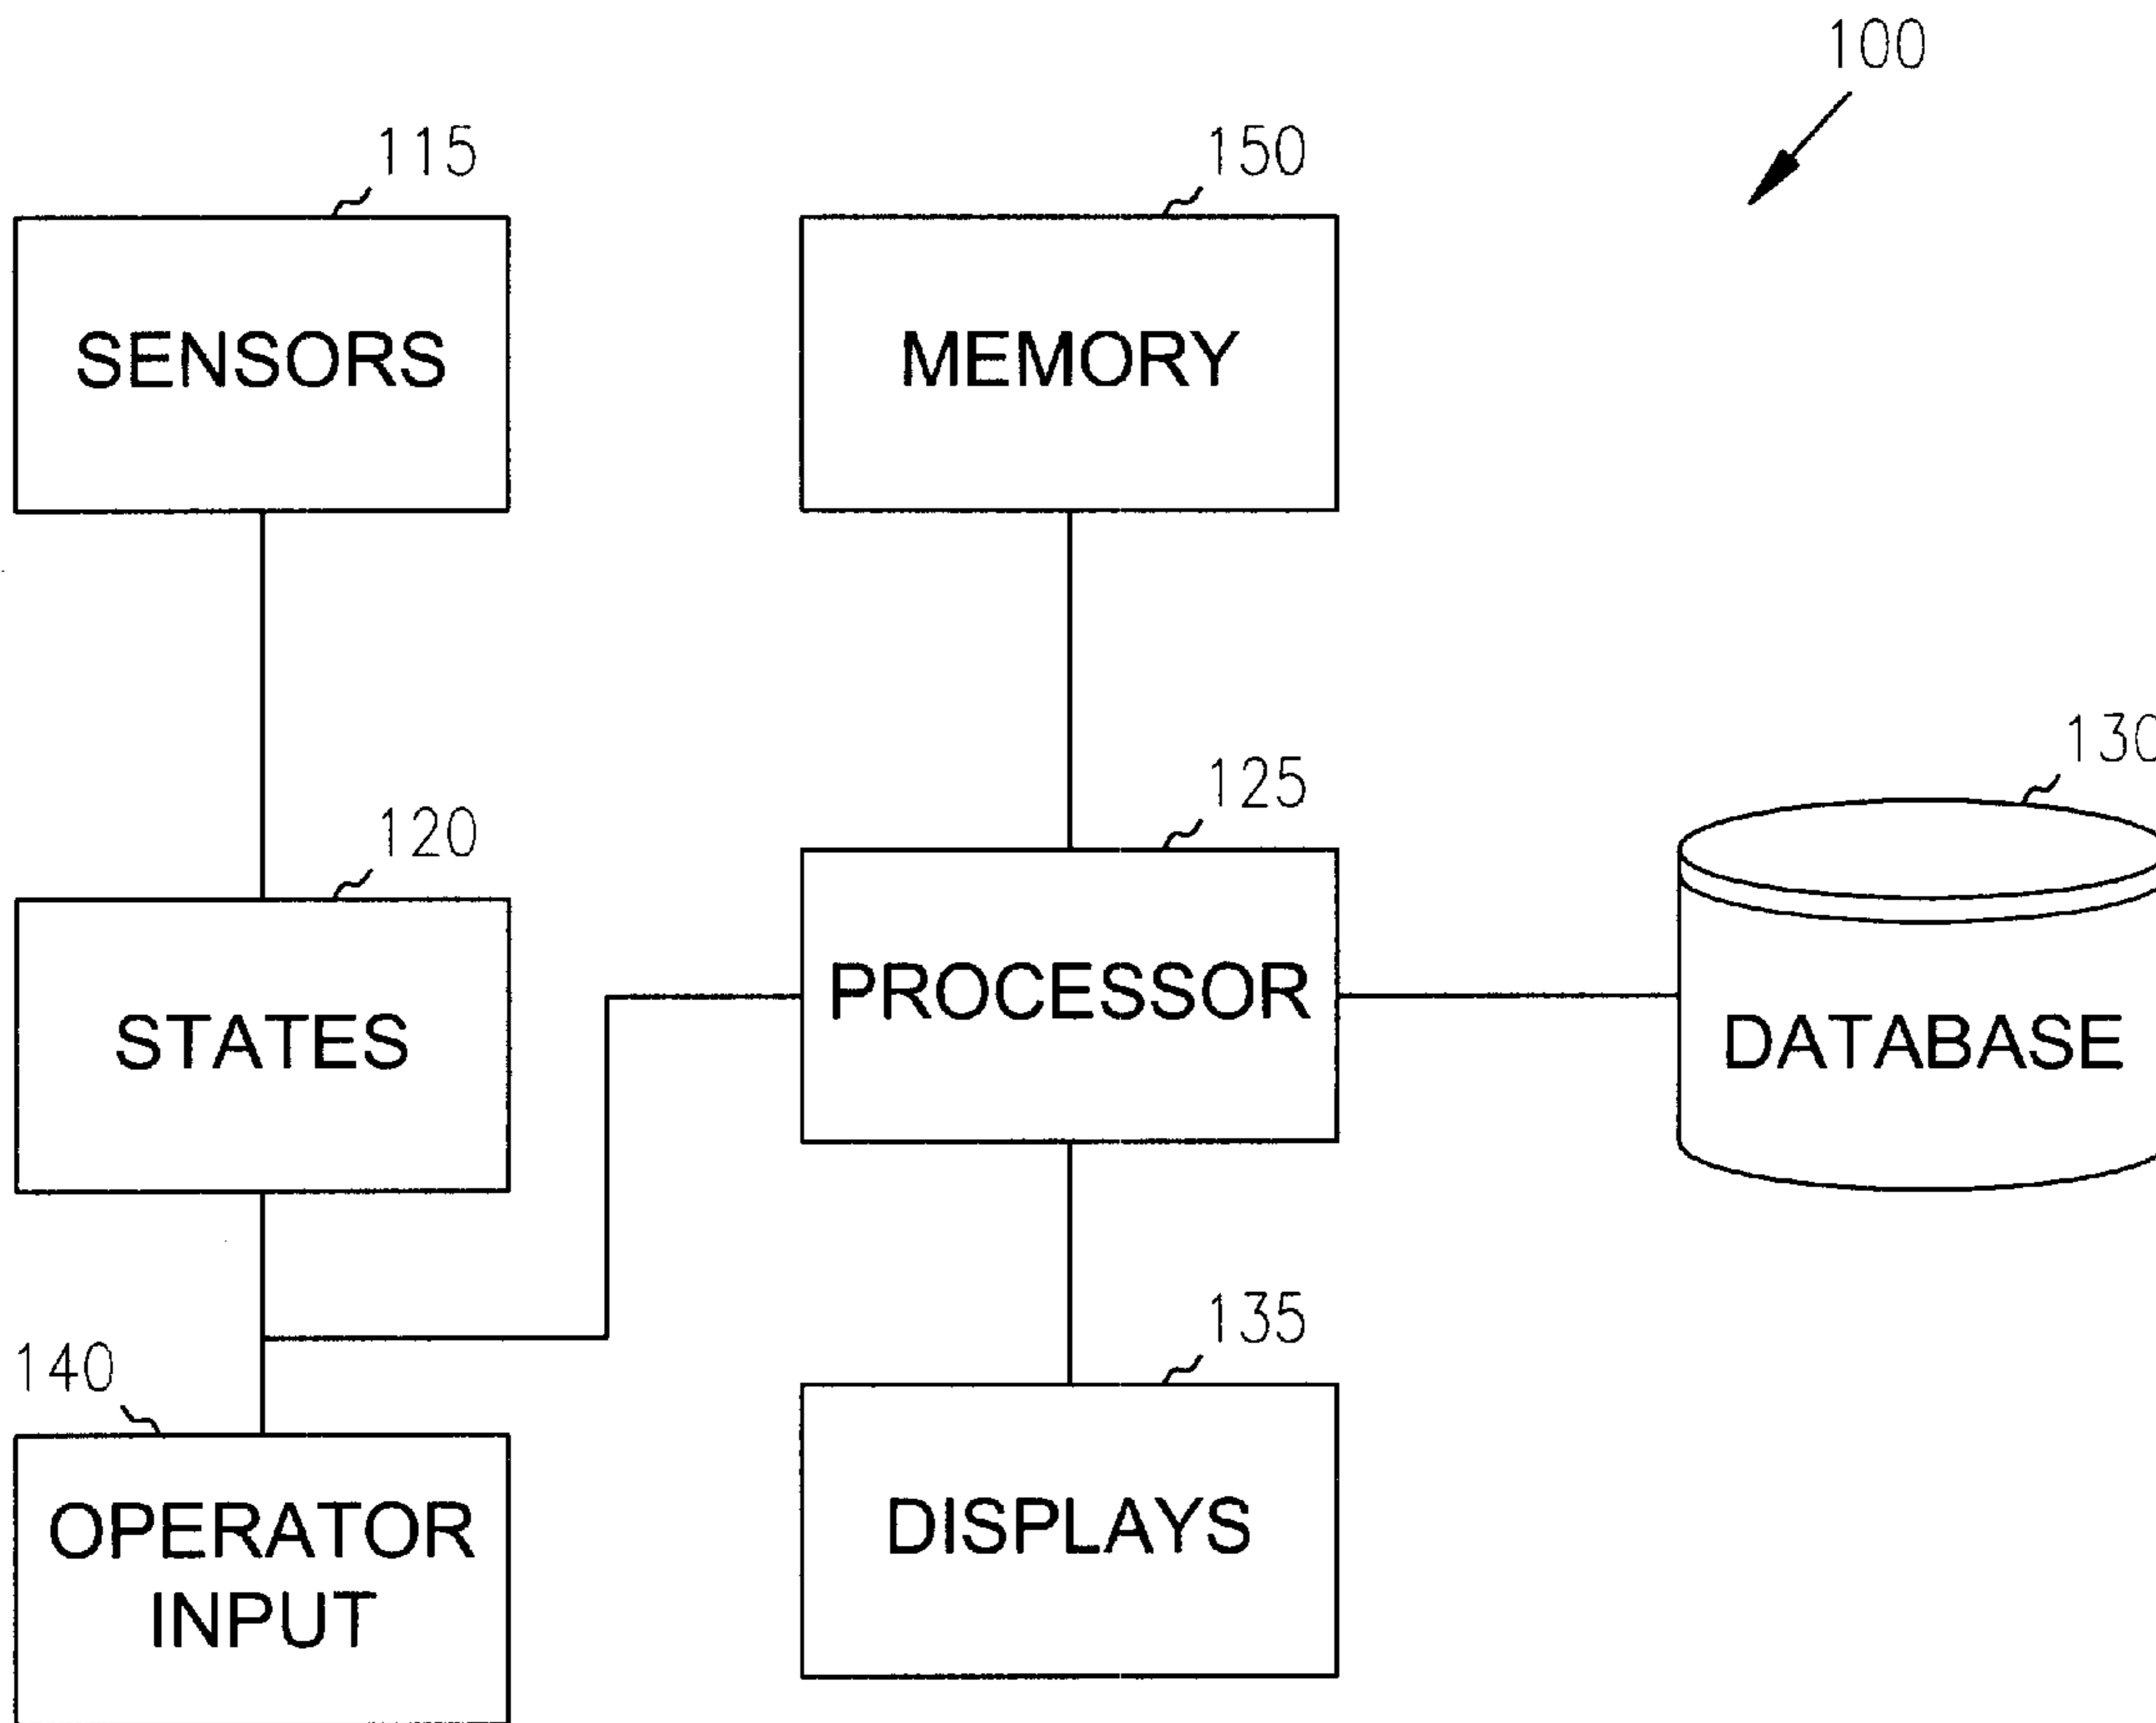 100
115
150
SENSORS
MEMORY
130
125
120
PROCESSOR
STATES
DATABASE
135
140
OPERATOR
INPUT
DISPLAYS